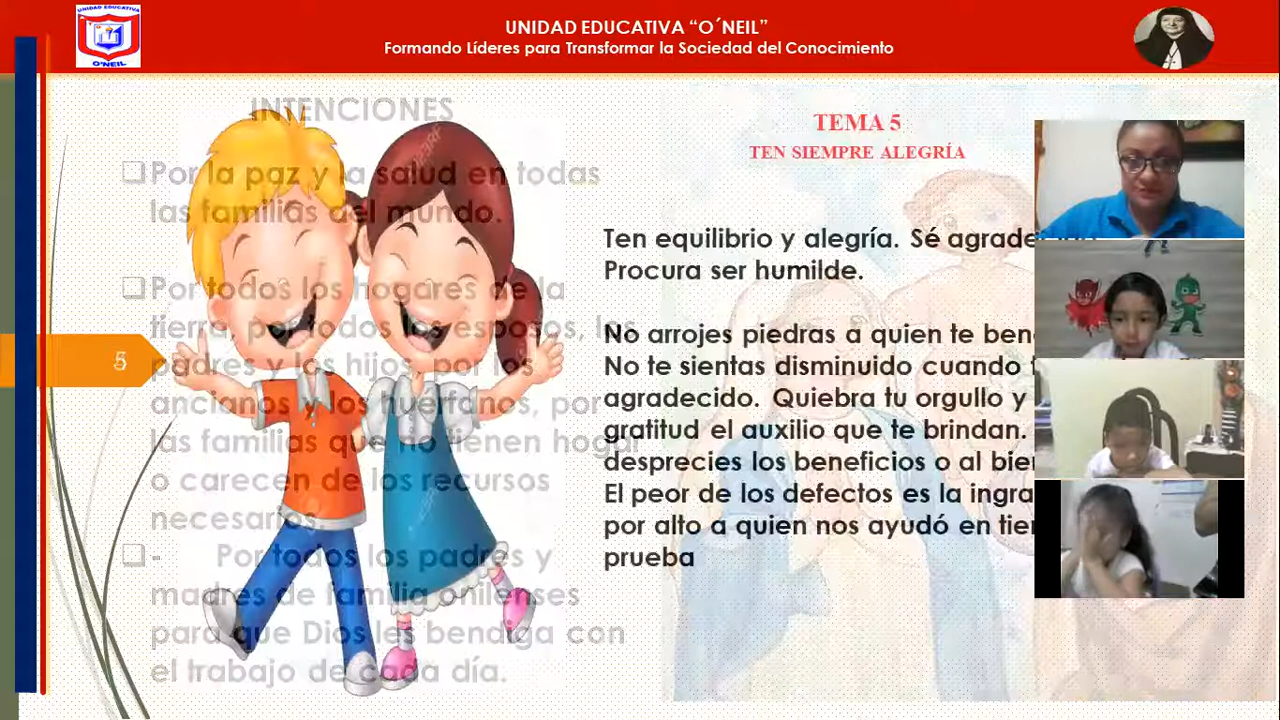 UNIDAD EDUCATIVA
O'NEIL
UNIDAD EDUCATIVA “O´NEIL”
Formando Líderes para Transformar la Sociedad del Conocimiento
5
INTENCIONES
Por la paz y la salud en todas
las familias del mundo.
Por todos los hogares de la
tierra, por todos los esposos, los
padres y los hijos, por los
ancianos y los huérfanos, por
las familias que no tienen hogar
o carecen de los recursos
necesarios.
- Por todos los padres y
madres de familia onilenses
para que Dios les bendiga con
el trabajo de cada día.
TEMA 5
TEN SIEMPRE ALEGRÍA
Ten equilibrio y alegría. Sé
Procura ser humilde.
No arrojes piedras a quien te
No te sientas disminuido cuando
agradecido. Quiebra tu orgullo y
gratitud el auxilio que te brindan.
desprecies los beneficios o al
El peor de los defectos es la
por alto a quien nos ayudó en
prueba